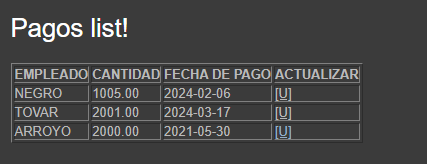 Pagos list!
EMPLEADO CANTIDAD FECHA DE PAGO ACTUALIZAR
NEGRO 1005.00 2024-02-06 [U]
TOVAR 2001.00 2024-03-17 [U]
ARROYO 2000.00 2021-05-30 [U]